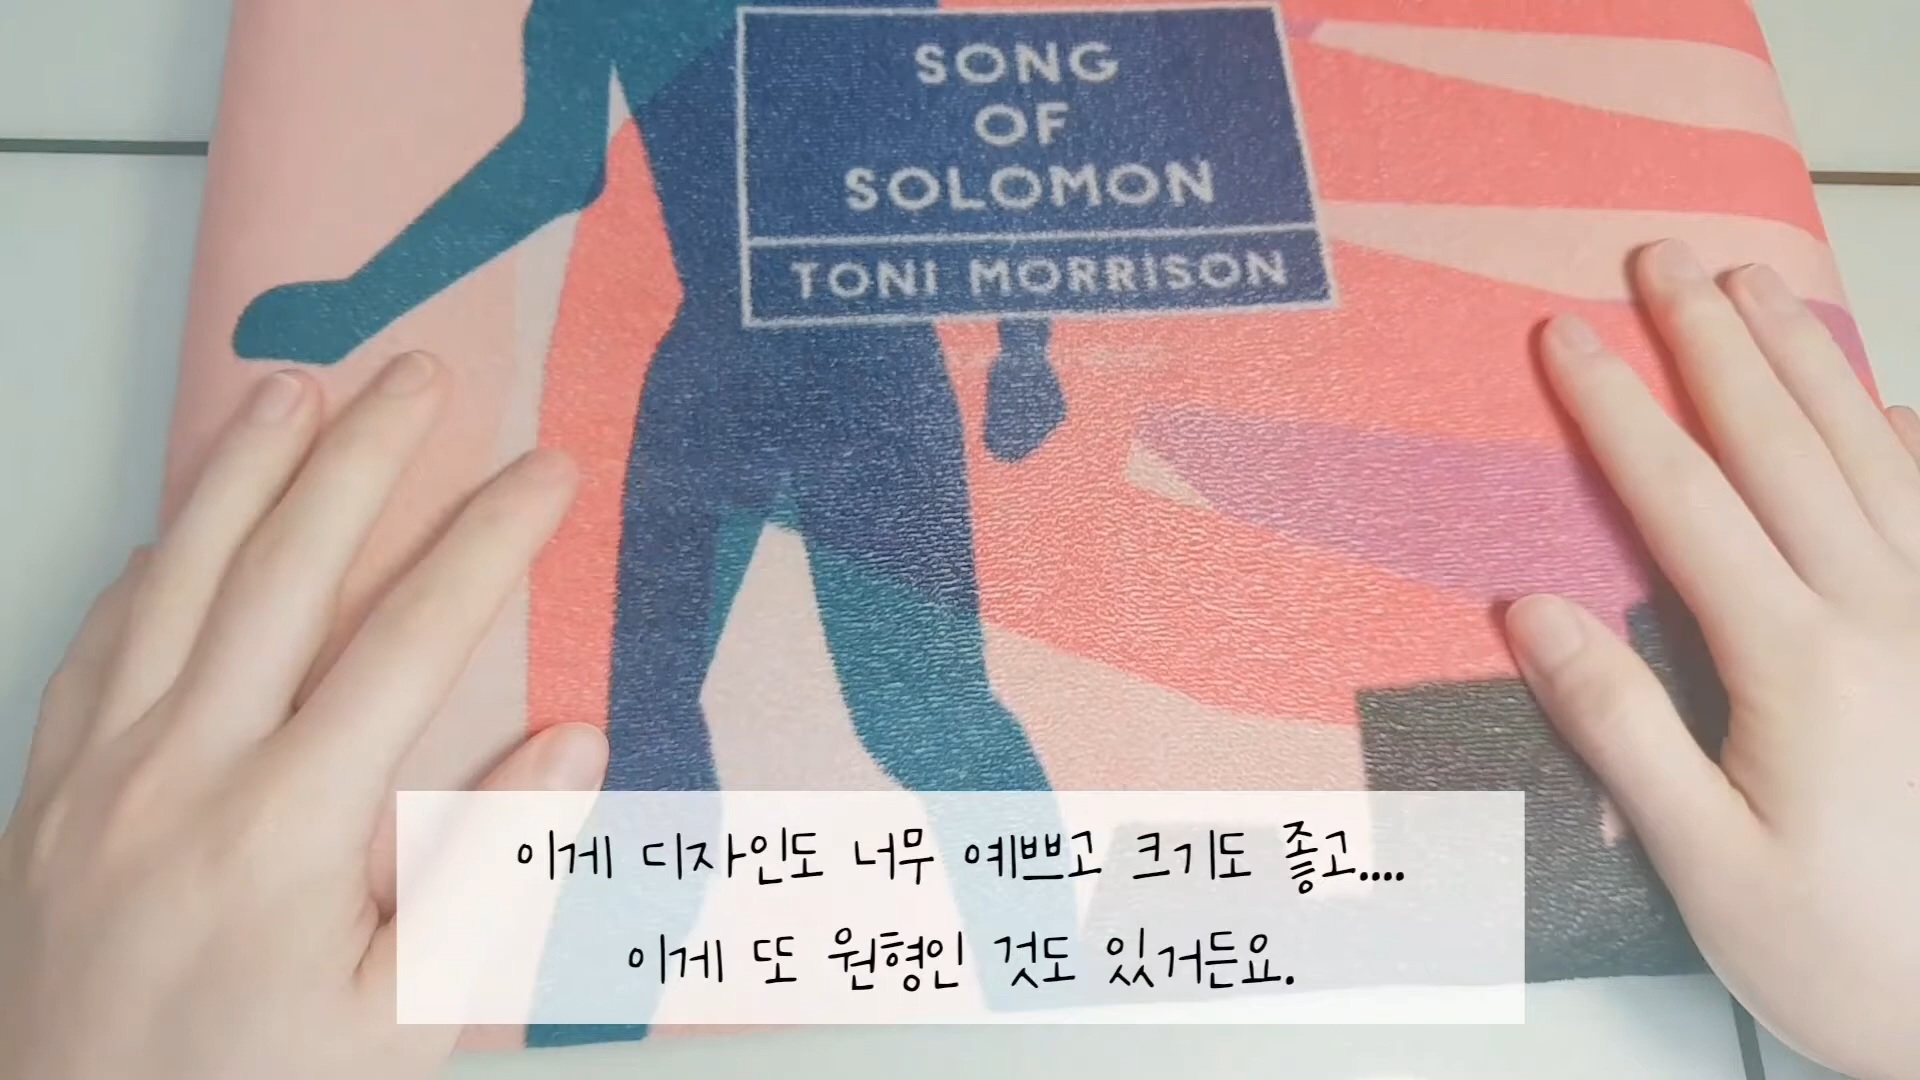 SONG
OF
SOLOMON
TONI MORRISON
이게 디자인도 너무 예쁘고 크기도 좋고....
이게 또 원형인 것도 있거든요.